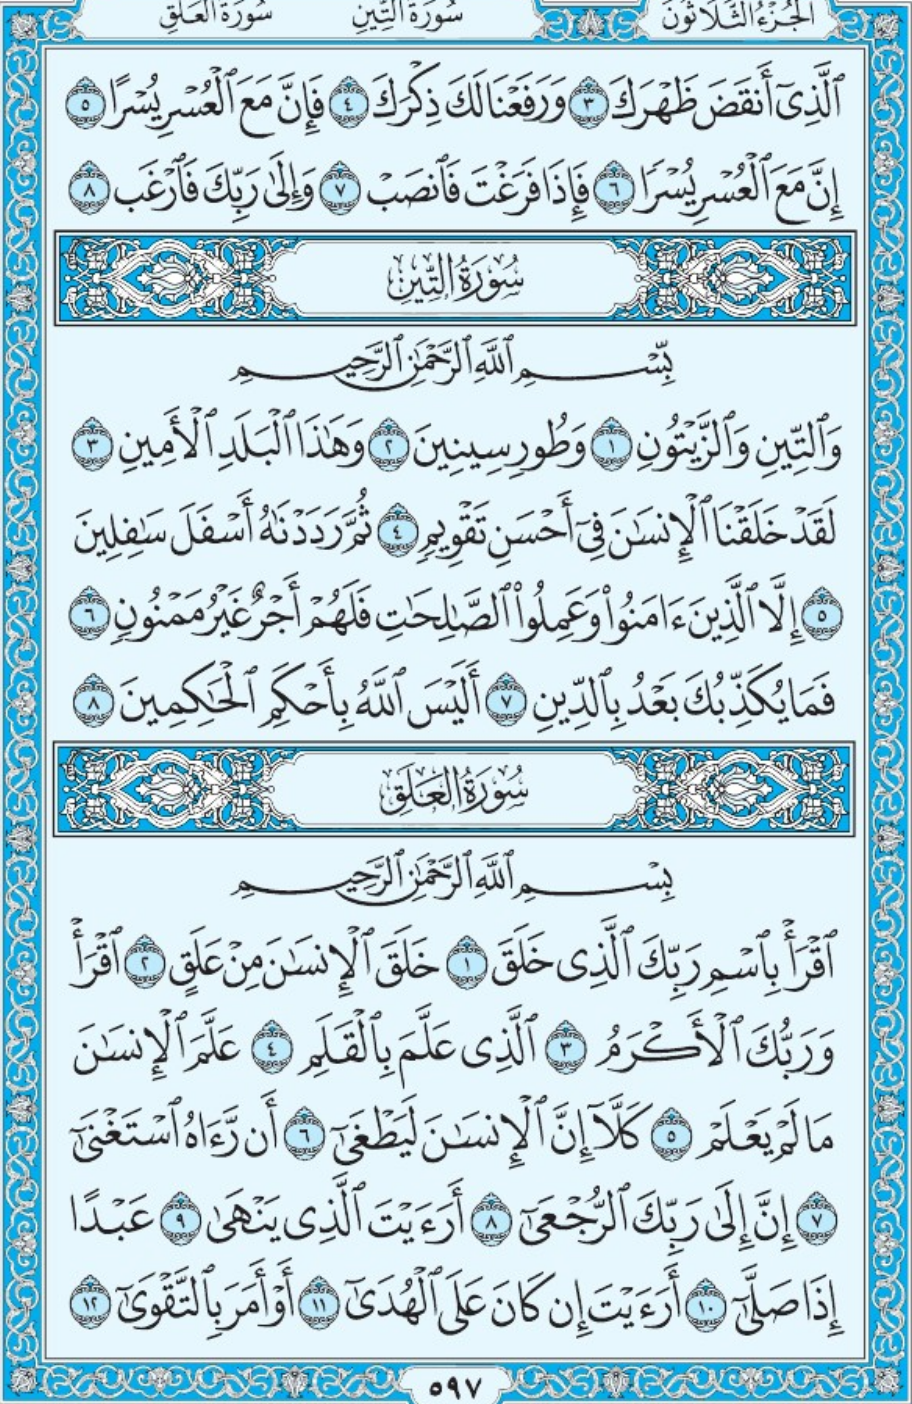 الجُزْءُ الثَّلَاثُونَ سُورَةُ التِّينِ سُورَةُ العَلَقِ
ٱلَّذِىٓ أَنقَضَ ظَهْرَكَ ٣ وَرَفَعْنَا لَكَ ذِكْرَكَ ٤ فَإِنَّ مَعَ ٱلْعُسْرِ يُسْرًا ٥
إِنَّ مَعَ ٱلْعُسْرِ يُسْرًا ٦ فَإِذَا فَرَغْتَ فَٱنصَبْ ٧ وَإِلَىٰ رَبِّكَ فَٱرْغَب ٨
سُورَةُ التِّينِ
بِّسْمِ ٱللَّهِ ٱلرَّحْمَٰنِ ٱلرَّحِيمِ
وَٱلتِّينِ وَٱلزَّيْتُونِ ١ وَطُورِ سِينِينَ ٢ وَهَٰذَا ٱلْبَلَدِ ٱلْأَمِينِ ٣
لَقَدْ خَلَقْنَا ٱلْإِنسَٰنَ فِىٓ أَحْسَنِ تَقْوِيمٍ ٤ ثُمَّ رَدَدْنَٰهُ أَسْفَلَ سَٰفِلِينَ
٥ إِلَّا ٱلَّذِينَ ءَامَنُوا۟ وَعَمِلُوا۟ ٱلصَّٰلِحَٰتِ فَلَهُمْ أَجْرٌ غَيْرُ مَمْنُونٍ ٦
فَمَا يُكَذِّبُكَ بَعْدُ بِٱلدِّينِ ٧ أَلَيْسَ ٱللَّهُ بِأَحْكَمِ ٱلْحَٰكِمِينَ ٨
سُورَةُ العَلَقِ
بِسْمِ ٱللَّهِ ٱلرَّحْمَٰنِ ٱلرَّحِيمِ
ٱقْرَأْ بِٱسْمِ رَبِّكَ ٱلَّذِى خَلَقَ ١ خَلَقَ ٱلْإِنسَٰنَ مِنْ عَلَقٍ ٢ ٱقْرَأْ
وَرَبُّكَ ٱلْأَكْرَمُ ٣ ٱلَّذِى عَلَّمَ بِٱلْقَلَمِ ٤ عَلَّمَ ٱلْإِنسَٰنَ
مَا لَمْ يَعْلَمْ ٥ كَلَّآ إِنَّ ٱلْإِنسَٰنَ لَيَطْغَىٰٓ ٦ أَن رَّءَاهُ ٱسْتَغْنَىٰٓ
٧ إِنَّ إِلَىٰ رَبِّكَ ٱلرُّجْعَىٰٓ ٨ أَرَءَيْتَ ٱلَّذِى يَنْهَىٰ ٩ عَبْدًا
إِذَا صَلَّىٰٓ ١٠ أَرَءَيْتَ إِن كَانَ عَلَى ٱلْهُدَىٰٓ ١١ أَوْ أَمَرَ بِٱلتَّقْوَىٰٓ ١٢
٥٩٧